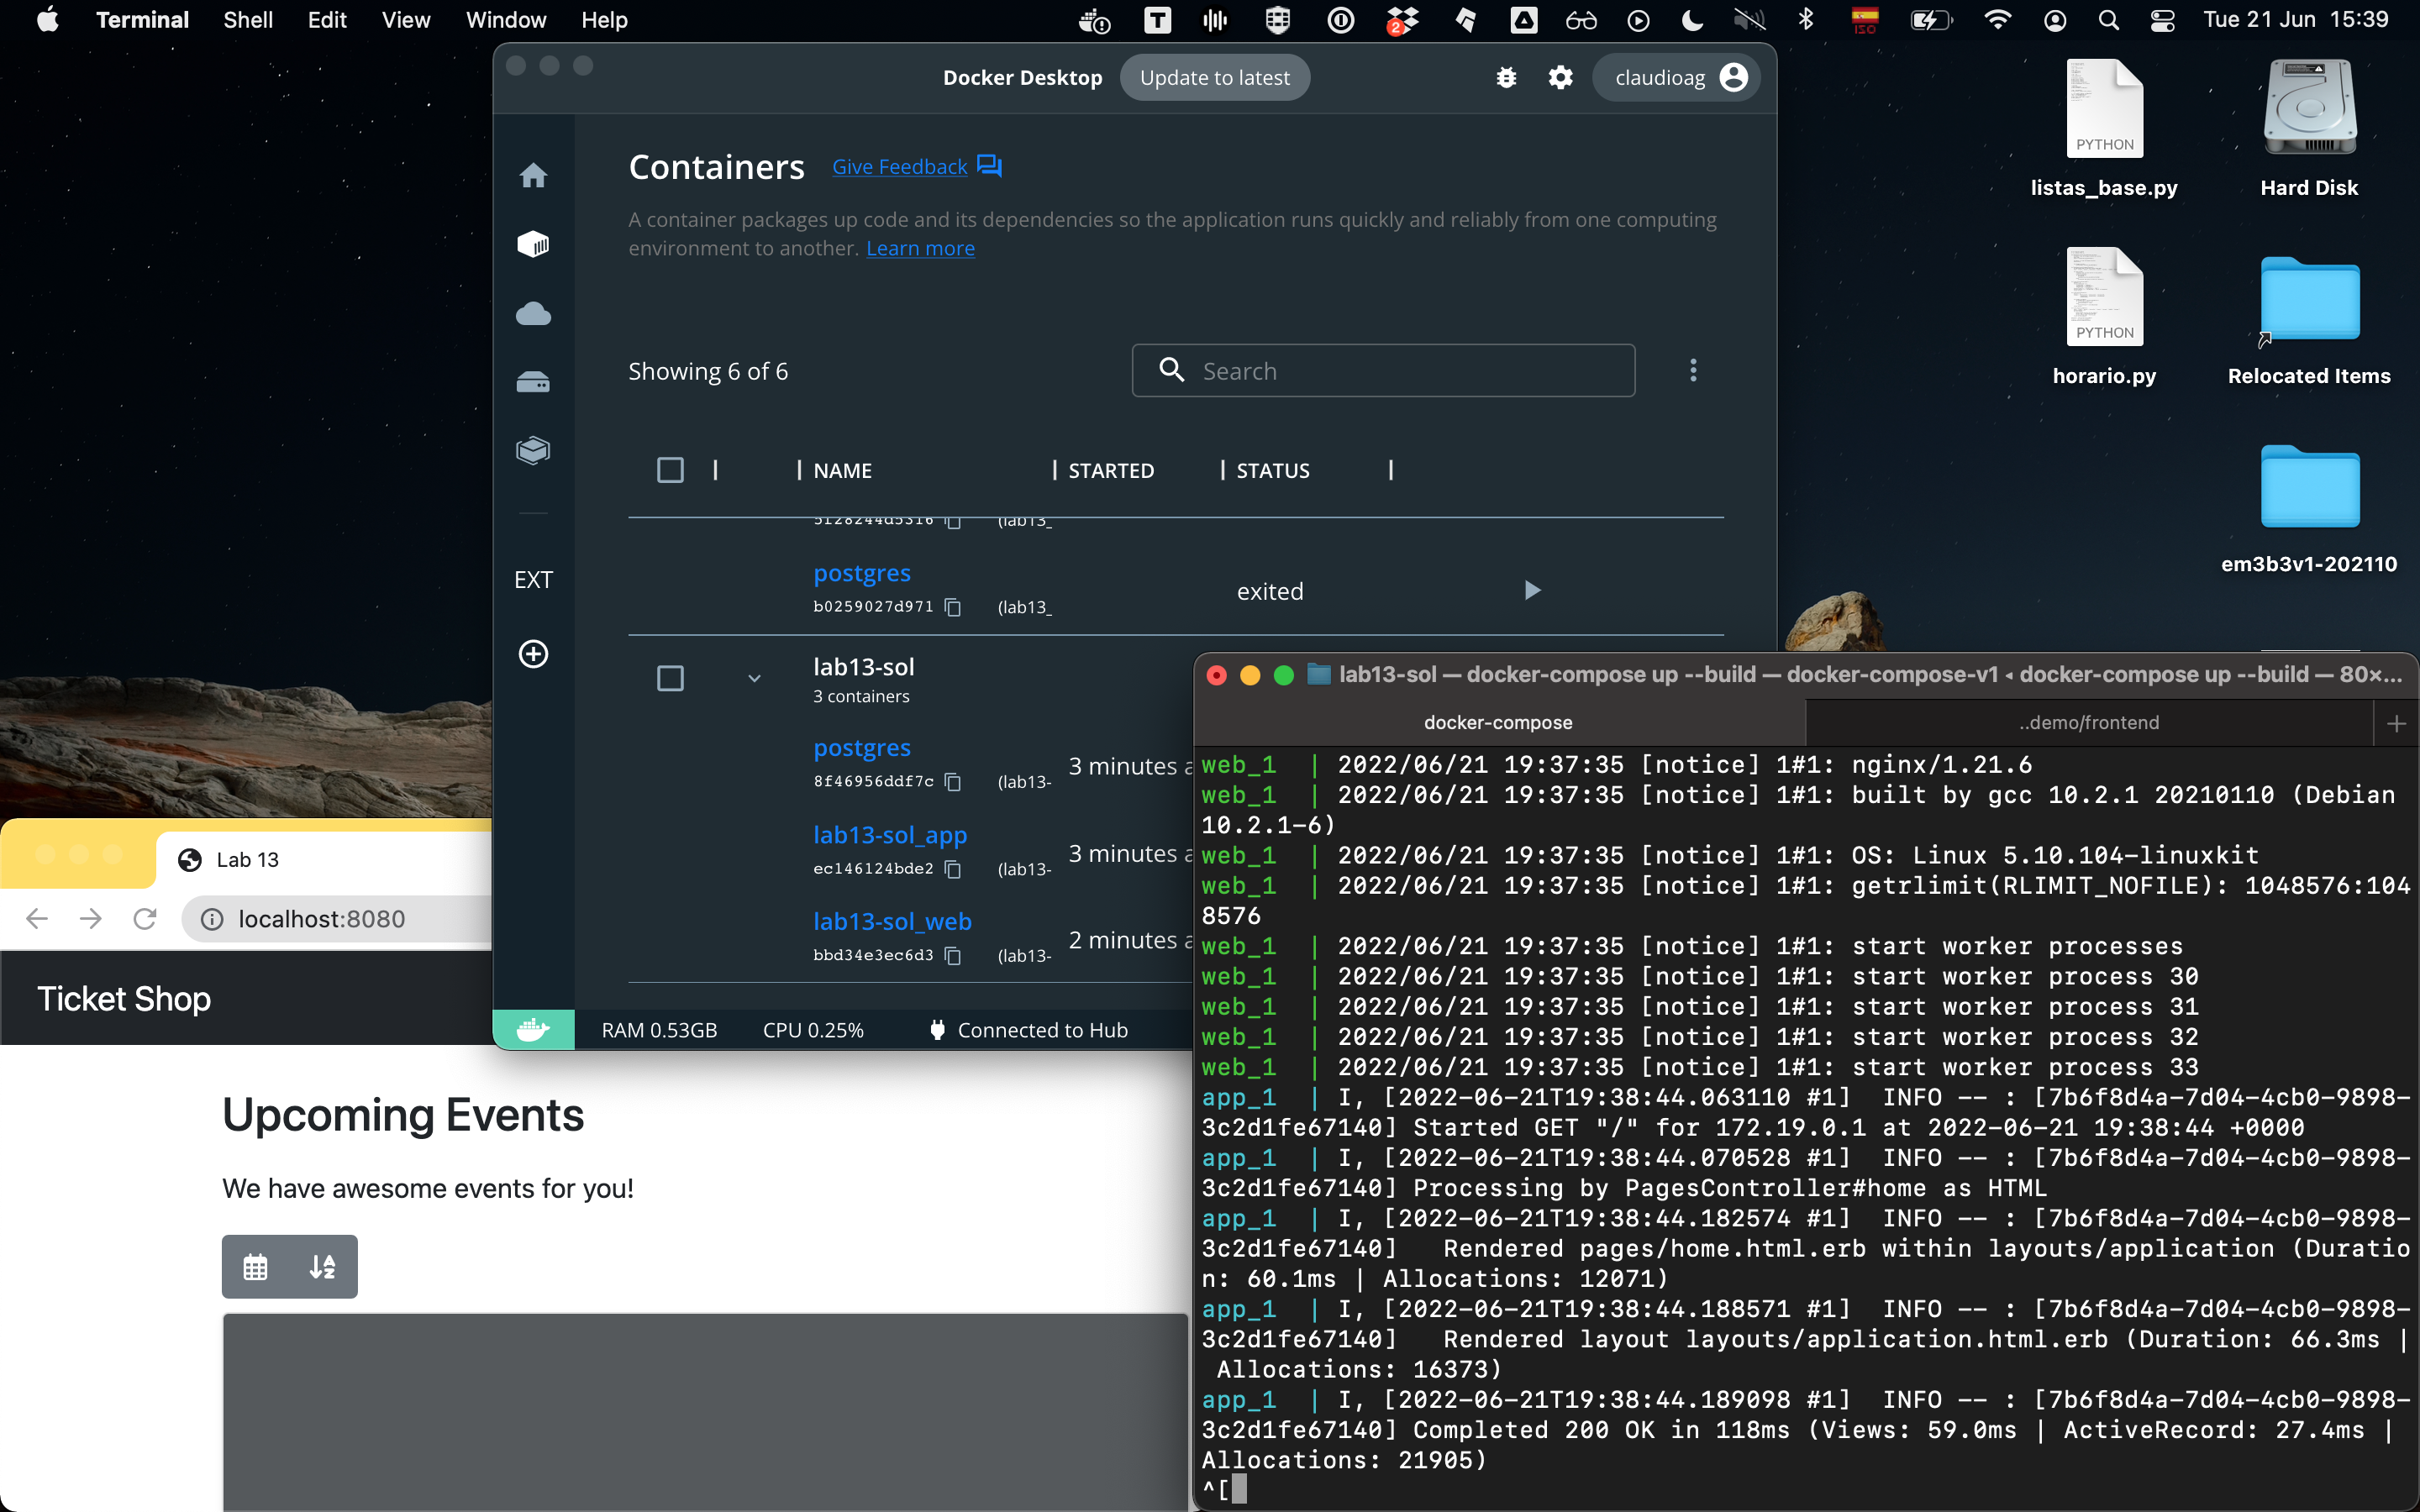 Terminal Shell Edit View Window Help
2
ISO
Tue 21 Jun 15:39
Docker Desktop
Update to latest
claudioag
Containers
Give Feedback
A container packages up code and its dependencies so the application runs quickly and reliably from one computing
environment to another. Learn more
Showing 6 of 6
Search
NAME
STARTED
STATUS
5f28244d5316
(lab13_
postgres
b0259027d971
(lab13_
exited
EXT
lab13-sol
3 containers
postgres
8f46956ddf7c
(lab13-
3 minutes a
lab13-sol_app
ec146124bde2
(lab13-
3 minutes a
lab13-sol_web
bbd34e3ec6d3
(lab13-
2 minutes a
RAM 0.53GB
CPU 0.25%
Connected to Hub
PYTHON
listas_base.py
Hard Disk
PYTHON
horario.py
Relocated Items
em3b3v1-202110
Lab 13
localhost:8080
Ticket Shop
Upcoming Events
We have awesome events for you!
lab13-sol — docker-compose up --build — docker-compose-v1 ◂ docker-compose up --build — 80×...
docker-compose
..demo/frontend
web_1  | 2022/06/21 19:37:35 [notice] 1#1: nginx/1.21.6
web_1  | 2022/06/21 19:37:35 [notice] 1#1: built by gcc 10.2.1 20210110 (Debian
10.2.1-6)
web_1  | 2022/06/21 19:37:35 [notice] 1#1: OS: Linux 5.10.104-linuxkit
web_1  | 2022/06/21 19:37:35 [notice] 1#1: getrlimit(RLIMIT_NOFILE): 1048576:104
8576
web_1  | 2022/06/21 19:37:35 [notice] 1#1: start worker processes
web_1  | 2022/06/21 19:37:35 [notice] 1#1: start worker process 30
web_1  | 2022/06/21 19:37:35 [notice] 1#1: start worker process 31
web_1  | 2022/06/21 19:37:35 [notice] 1#1: start worker process 32
web_1  | 2022/06/21 19:37:35 [notice] 1#1: start worker process 33
app_1  | I, [2022-06-21T19:38:44.063110 #1]  INFO -- : [7b6f8d4a-7d04-4cb0-9898-
3c2d1fe67140] Started GET "/" for 172.19.0.1 at 2022-06-21 19:38:44 +0000
app_1  | I, [2022-06-21T19:38:44.070528 #1]  INFO -- : [7b6f8d4a-7d04-4cb0-9898-
3c2d1fe67140] Processing by PagesController#home as HTML
app_1  | I, [2022-06-21T19:38:44.182574 #1]  INFO -- : [7b6f8d4a-7d04-4cb0-9898-
3c2d1fe67140]   Rendered pages/home.html.erb within layouts/application (Duratio
n: 60.1ms | Allocations: 12071)
app_1  | I, [2022-06-21T19:38:44.188571 #1]  INFO -- : [7b6f8d4a-7d04-4cb0-9898-
3c2d1fe67140]   Rendered layout layouts/application.html.erb (Duration: 66.3ms |
 Allocations: 16373)
app_1  | I, [2022-06-21T19:38:44.189098 #1]  INFO -- : [7b6f8d4a-7d04-4cb0-9898-
3c2d1fe67140] Completed 200 OK in 118ms (Views: 59.0ms | ActiveRecord: 27.4ms |
Allocations: 21905)
^[